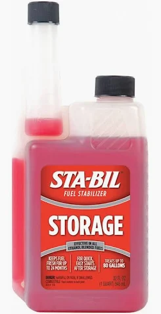 STA-BIL
FUEL STABILIZER
STORAGE
EFFECTIVE IN ALL
ETHANOL BLENDED FUELS
KEEPS FUEL
FRESH FOR UP
TO 24 MONTHS
FOR QUICK,
EASY STARTS
AFTER STORAGE
TREATS UP TO
80 GALLONS